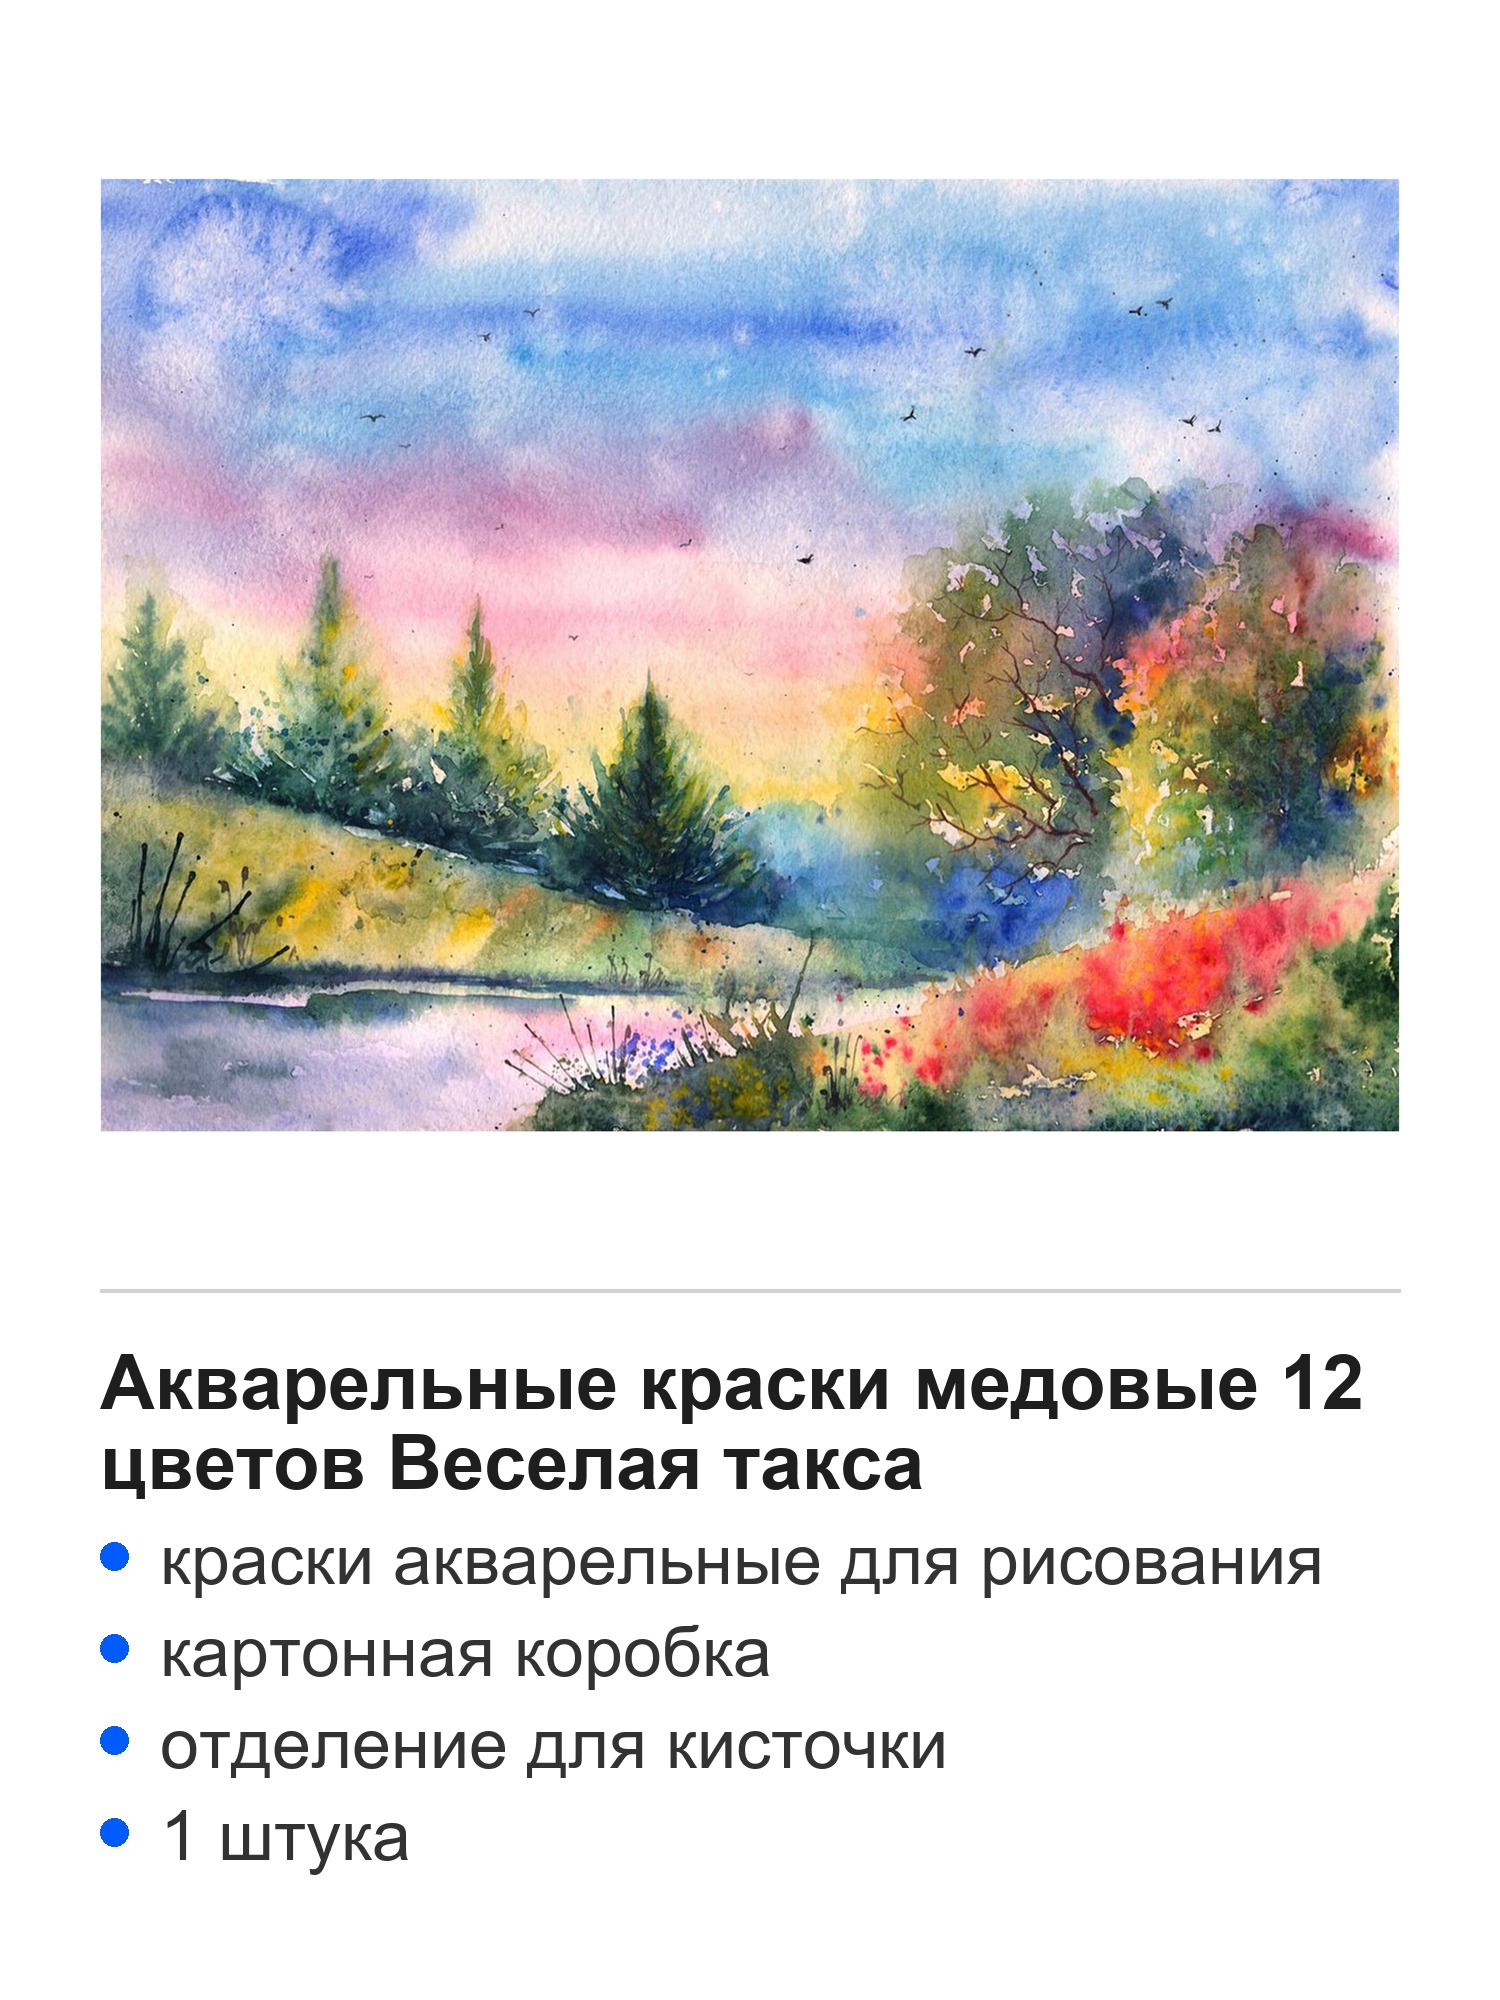 Акварельные краски медовые 12
цветов Веселая такса
краски акварельные для рисования
картонная коробка
отделение для кисточки
1 штука